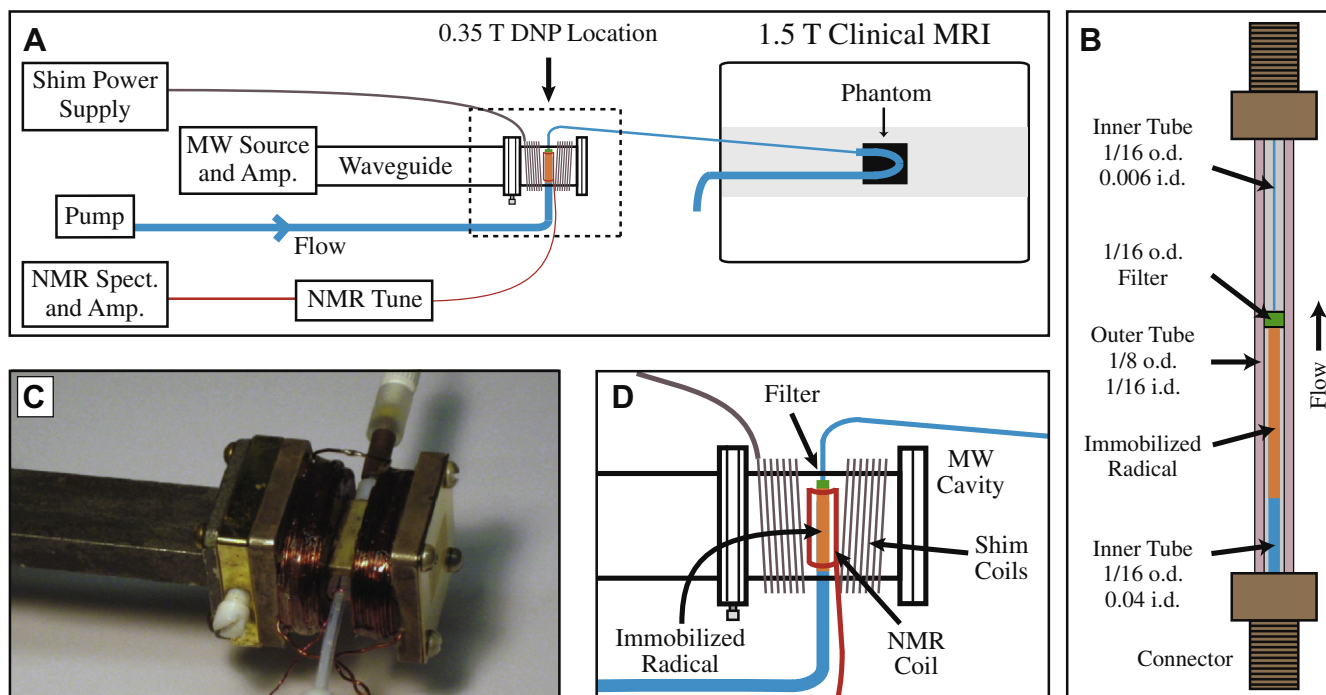 A
0.35 T DNP Location
1.5 T Clinical MRI
Shim Power
Supply
Phantom
MW Source
and Amp.
Waveguide
Pump
Flow
NMR Spect.
and Amp.
NMR Tune
B
Inner Tube
1/16 o.d.
0.006 i.d.
1/16 o.d.
Filter
Outer Tube
1/8 o.d.
1/16 i.d.
Flow
Immobilized
Radical
Inner Tube
1/16 o.d.
0.04 i.d.
Connector
C
D
Filter
MW
Cavity
Shim
Coils
Immobilized
Radical
NMR
Coil